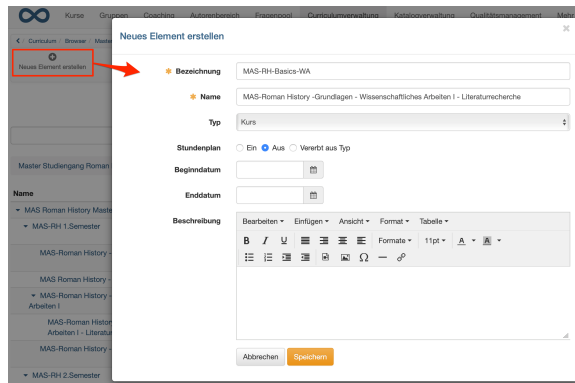 Kurse Gruppen Coaching Autorenbereich Fragenpool Curriculumverwaltung Katalogverwaltung Qualitätsmanagement Mehr
Curriculum Browser Master
Neues Element erstellen
Neues Element erstellen
Bezeichnung MAS-RH-Basics-WA
Name MAS-Roman History -Grundlagen - Wissenschaftliches Arbeiten I - Literaturrecherche
Typ Kurs
Stundenplan Ein Aus Vererbt aus Typ
Beginndatum
Enddatum
Beschreibung Bearbeiten Einfügen Ansicht Format Tabelle
B I U Formate 11pt A A
Ω
Abbrechen Speichern
Master Studiengang Roman
Name
MAS Roman History Maste
MAS-RH 1.Semester
MAS-Roman History -
MAS Roman History -
MAS-Roman History -
Arbeiten I
MAS-Roman Histor
Arbeiten I - Literatur
MAS-Roman History -
MAS-RH 2.Semester